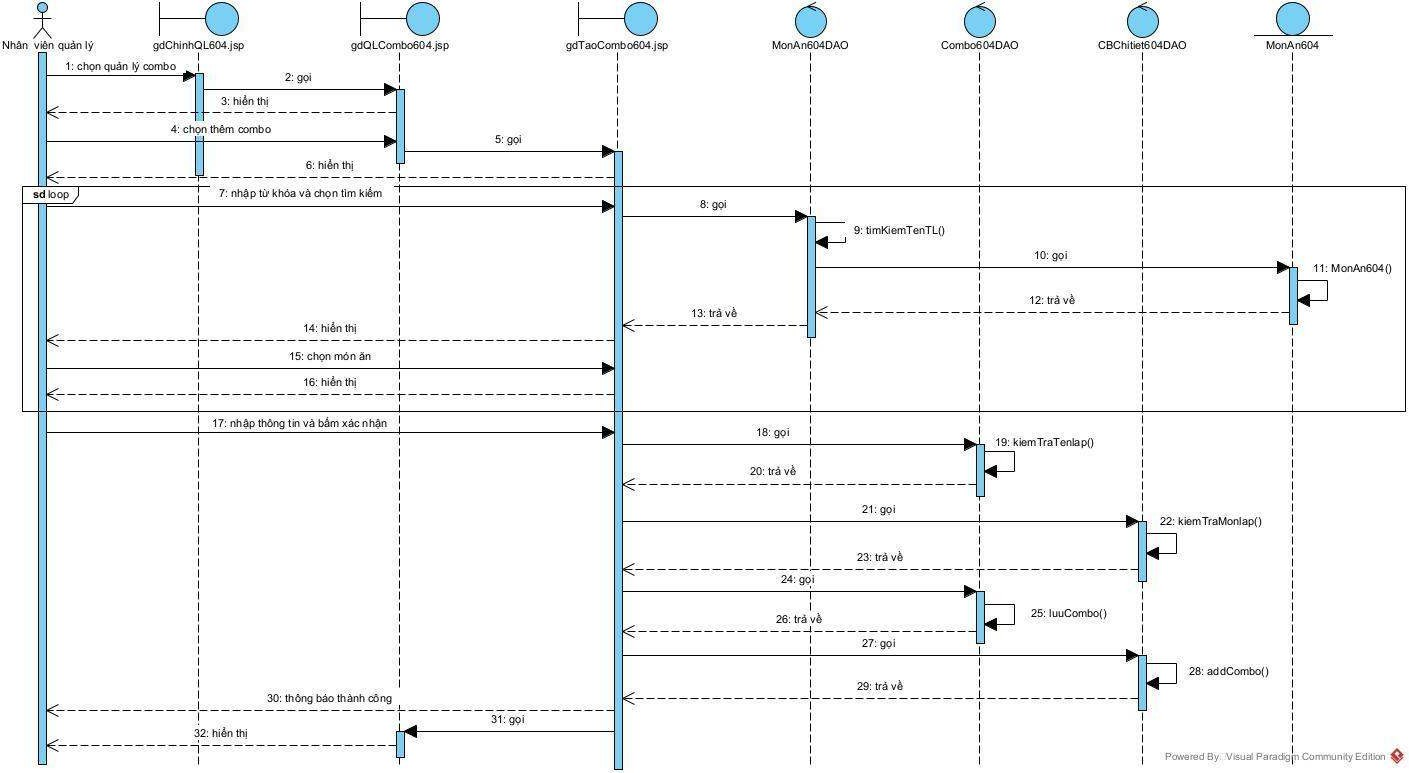 Nhân viên quản lý
gdChinhQL604.jsp
gdQLCombo604.jsp
gdTaoCombo604.jsp
MonAn604DAO
Combo604DAO
CBChitiet604DAO
MonAn604
1: chọn quản lý combo
2: gọi
3: hiển thị
4: chọn thêm combo
5: gọi
6: hiển thị
sd loop
7: nhập từ khóa và chọn tìm kiếm
8: gọi
9: timKiemTenTL()
10: gọi
11: MonAn604()
12: trả về
13: trả về
14: hiển thị
15: chọn món ăn
16: hiển thị
17: nhập thông tin và bấm xác nhận
18: gọi
19: kiemTraTenlap()
20: trả về
21: gọi
22: kiemTraMonlap()
23: trả về
24: gọi
25: luuCombo()
26: trả về
27: gọi
28: addCombo()
29: trả về
30: thông báo thành công
31: gọi
32: hiển thị
Powered By: Visual Paradigm Community Edition